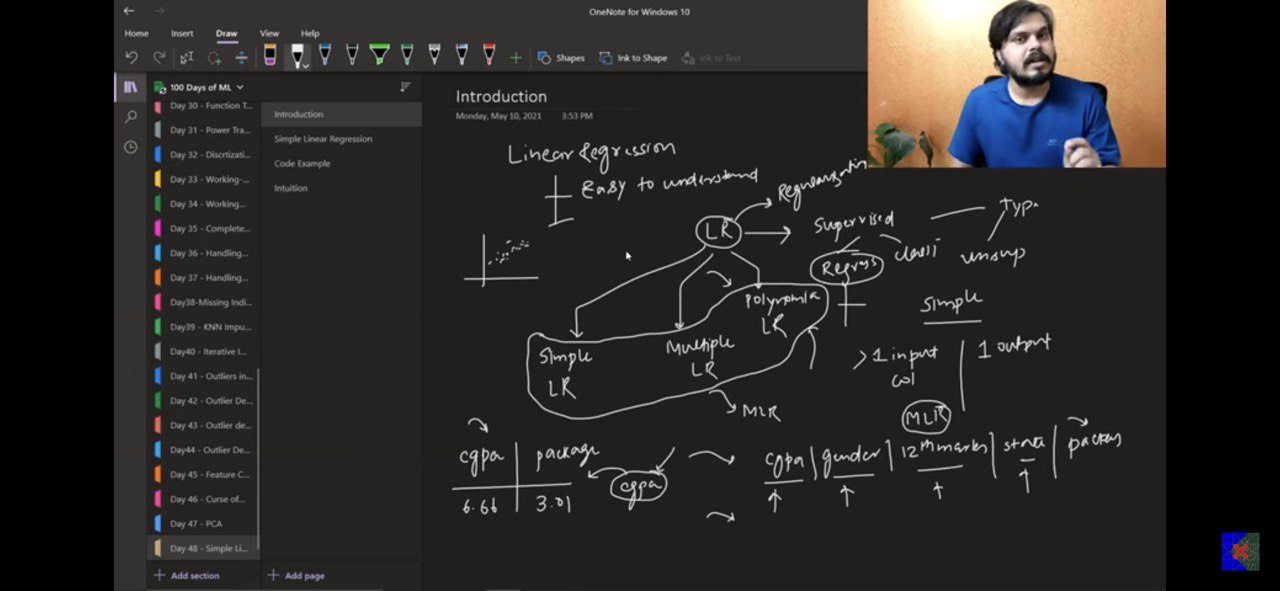 OneNote for Windows 10
Home Insert Draw View Help
Shapes Ink to Shape Ink to Text
100 Days of ML
Day 30 - Function T...
Day 31 - Power Tra...
Day 32 - Discrtizati...
Day 33 - Working-...
Day 34 - Working...
Day 35 - Complete...
Day 36 - Handling...
Day 37 - Handling...
Day38-Missing Indi...
Day39 - KNN Impu...
Day40 - Iterative I...
Day 41 - Outliers in...
Day 42 - Outlier De...
Day 43 - Outlier de...
Day44 - Outlier De...
Day 45 - Feature C...
Day 46 - Curse of...
Day 47 - PCA
Day 48 - Simple Li...
Add section
Introduction
Simple Linear Regression
Code Example
Intuition
Add page
Introduction
Monday, May 10, 2021 3:53 PM
Linear Regression
Easy to understand
Regularization
LR
Supervised
Regress
classi
unsup
Simple
LR
Multiple
LR
Polynomia
LR
MLR
simple
>1 input
col
1 output
MLR
cgpa package
6.66 3.01
cgpa
cgpa gender 12th marks state